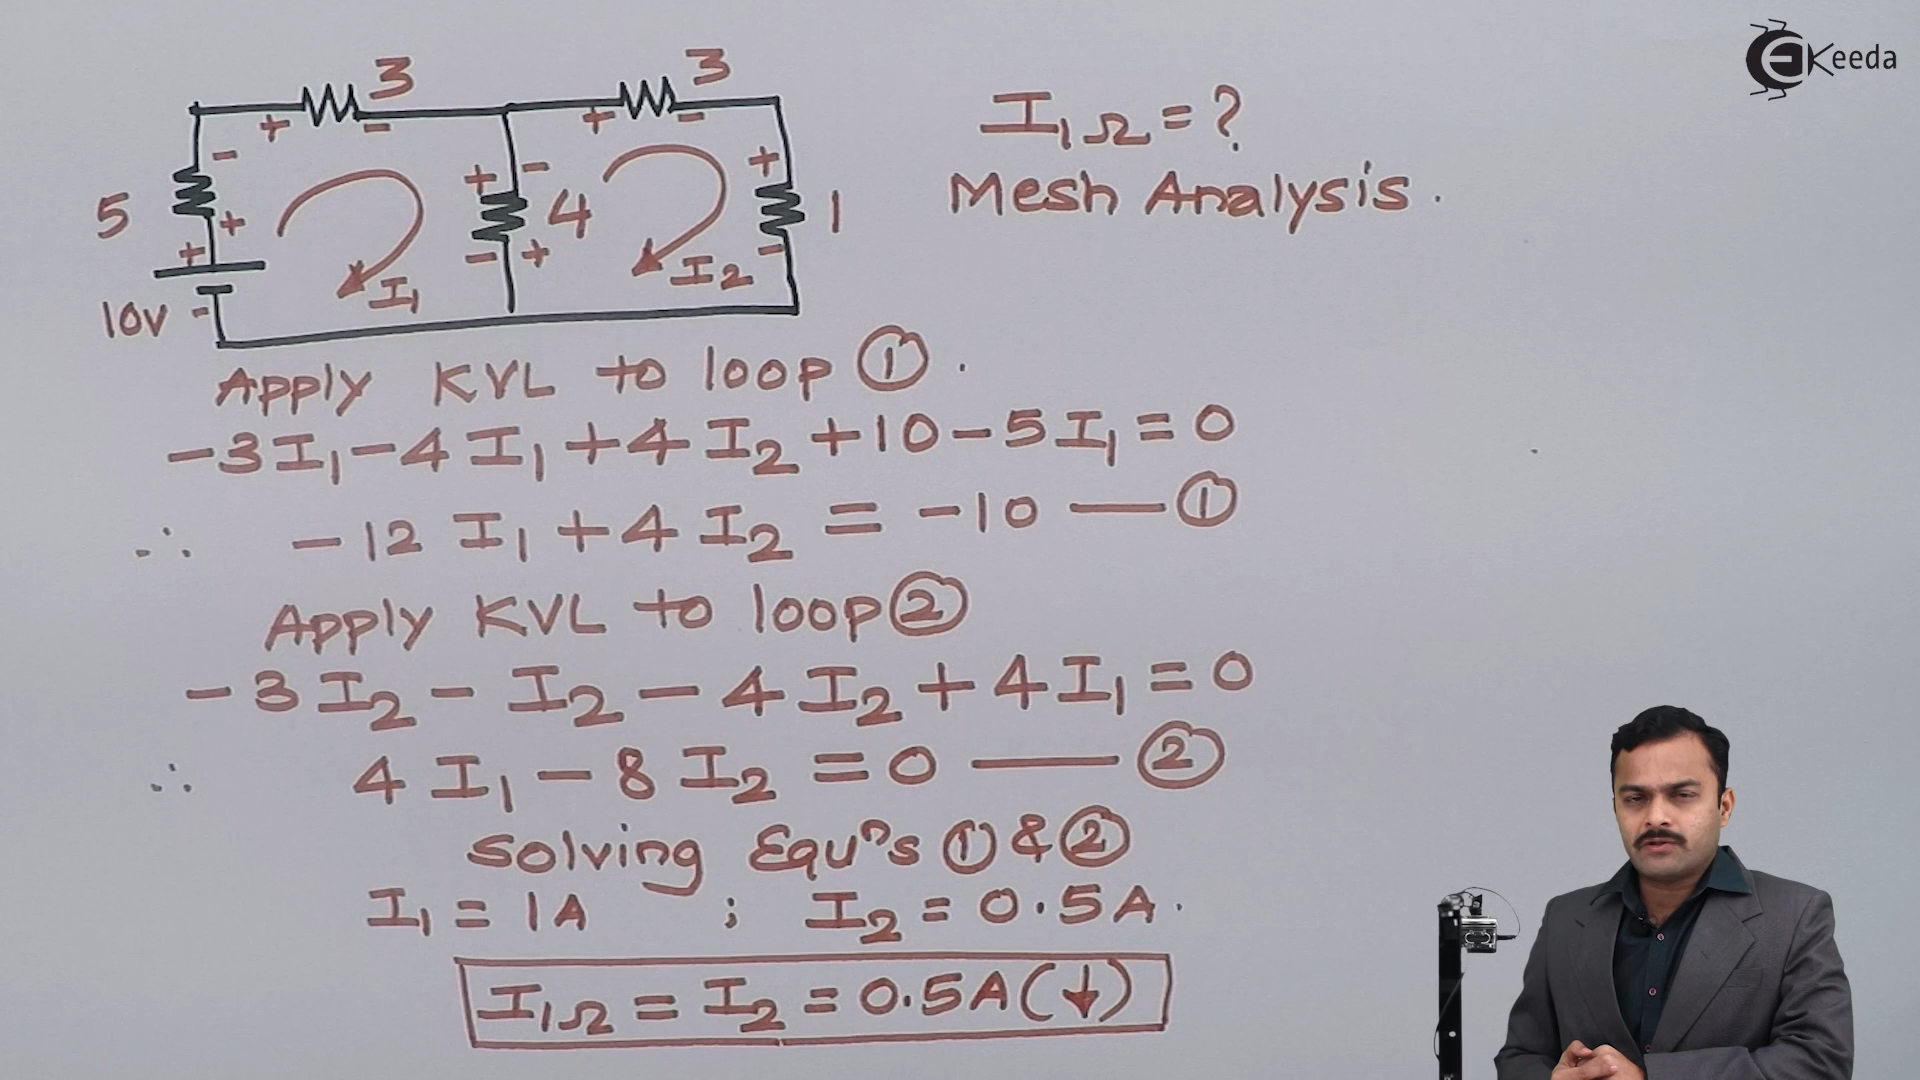 Keeda
3
3
I1Ω = ?
Mesh Analysis.
+ - + -
- + - +
5 4 1
+ + - + -
10V - I1 I2
Apply KVL to loop ①.
-3I1 - 4I1 + 4I2 + 10 - 5I1 = 0
∴ -12I1 + 4I2 = -10 — ①
Apply KVL to loop ②
-3I2 - I2 - 4I2 + 4I1 = 0
∴ 4I1 - 8I2 = 0 — ②
Solving Equⁿs ① & ②
I1 = 1A ; I2 = 0.5A.
I1Ω = I2 = 0.5A (↓)